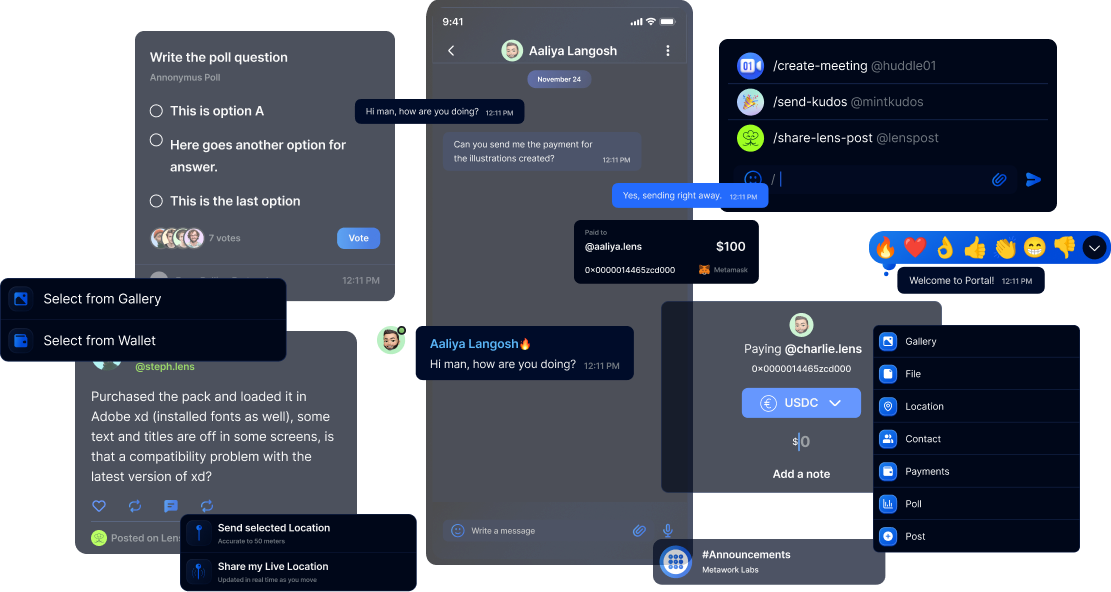 Write the poll question
Annonymus Poll
This is option A
Here goes another option for
answer.
This is the last option
7 votes
Vote
12:11 PM
Select from Gallery
Select from Wallet
@steph.lens
Purchased the pack and loaded it in
Adobe xd (installed fonts as well), some
text and titles are off in some screens, is
that a compatibility problem with the
latest version of xd?
Posted on Lens
Send selected Location
Accurate to 50 meters
Share my Live Location
Updated in real time as you move
9:41
Aaliya Langosh
November 24
Hi man, how are you doing? 12:11 PM
Can you send me the payment for
the illustrations created? 12:11 PM
Yes, sending right away. 12:11 PM
Paid to
@aaliya.lens $100
0x0000014465zcd000 Metamask
Aaliya Langosh🔥
Hi man, how are you doing? 12:11 PM
Write a message
#Announcements
Metawork Labs
01 /create-meeting @huddle01
/send-kudos @mintkudos
/share-lens-post @lenspost
/
Welcome to Portal! 12:11 PM
Paying @charlie.lens
0x0000014465zcd000
€ USDC
$0
Add a note
Gallery
File
Location
Contact
Payments
Poll
Post